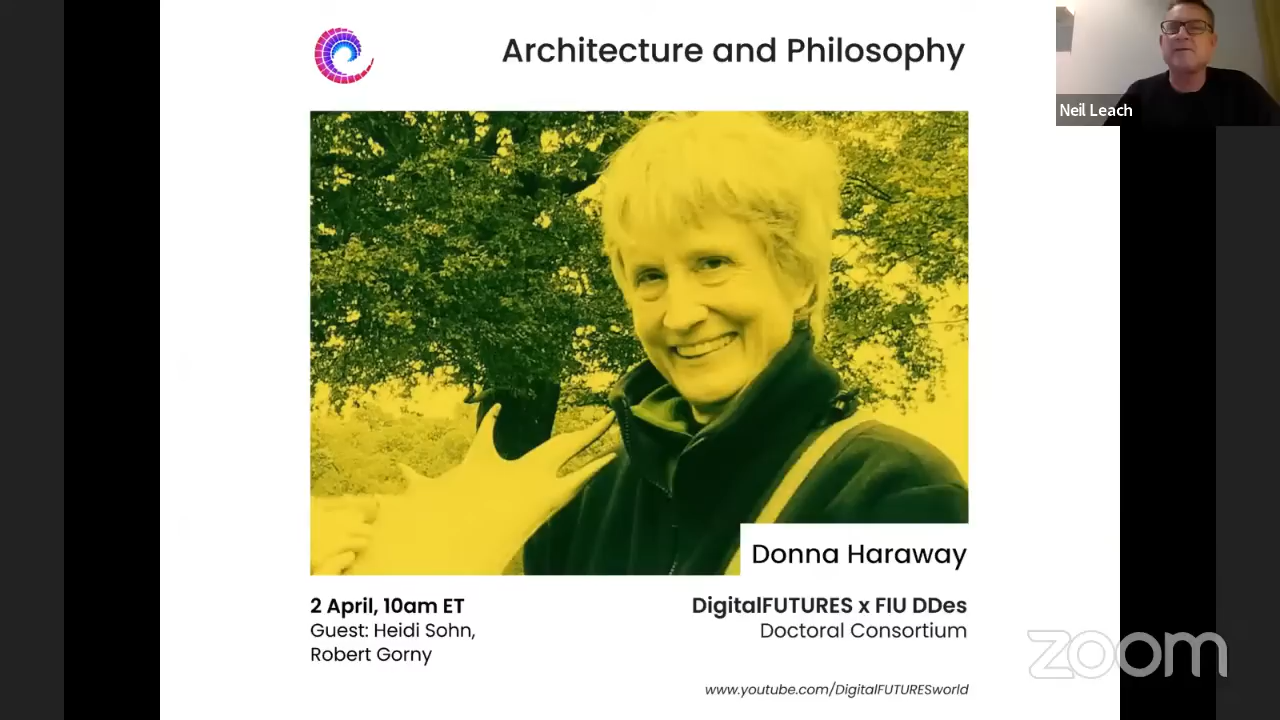 Architecture and Philosophy
Neil Leach
Donna Haraway
2 April, 10am ET
Guest: Heidi Sohn,
Robert Gorny
DigitalFUTURES x FIU DDes
Doctoral Consortium
www.youtube.com/DigitalFUTURESworld
zoom